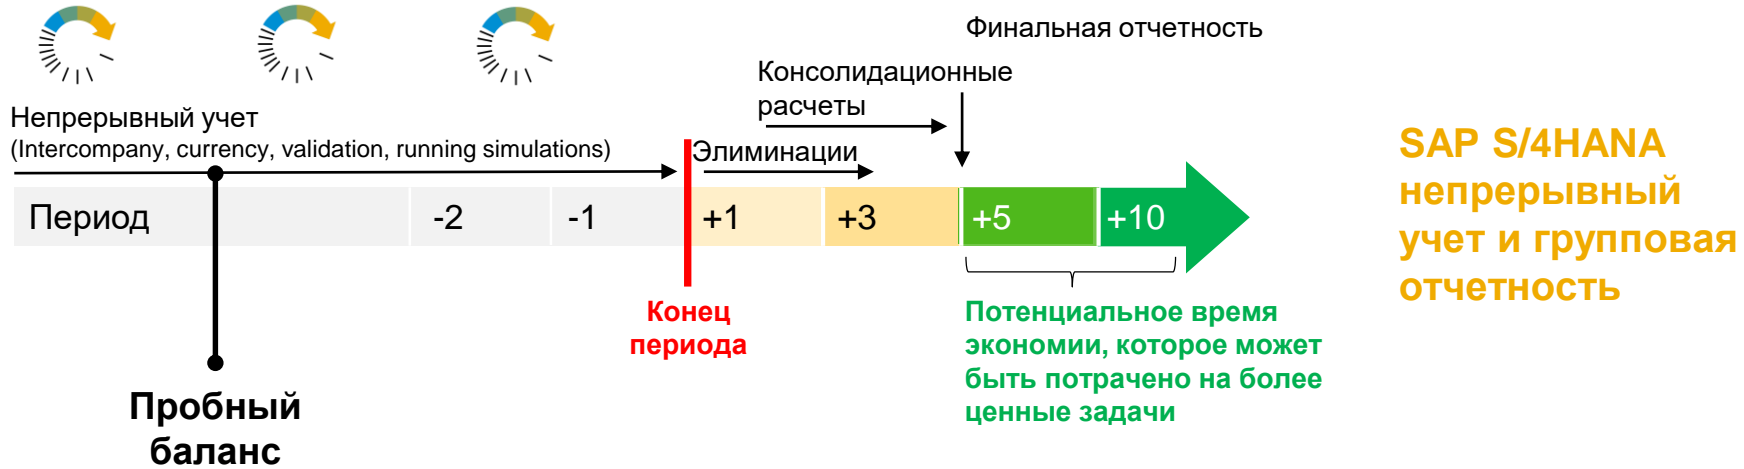 Финальная отчетность
Консолидационные
расчеты
Непрерывный учет
(Intercompany, currency, validation, running simulations)
Элиминации
Период
-2
-1
+1
+3
+5
+10
SAP S/4HANA
непрерывный
учет и групповая
отчетность
Конец
периода
Потенциальное время
экономии, которое может
быть потрачено на более
ценные задачи
Пробный
баланс